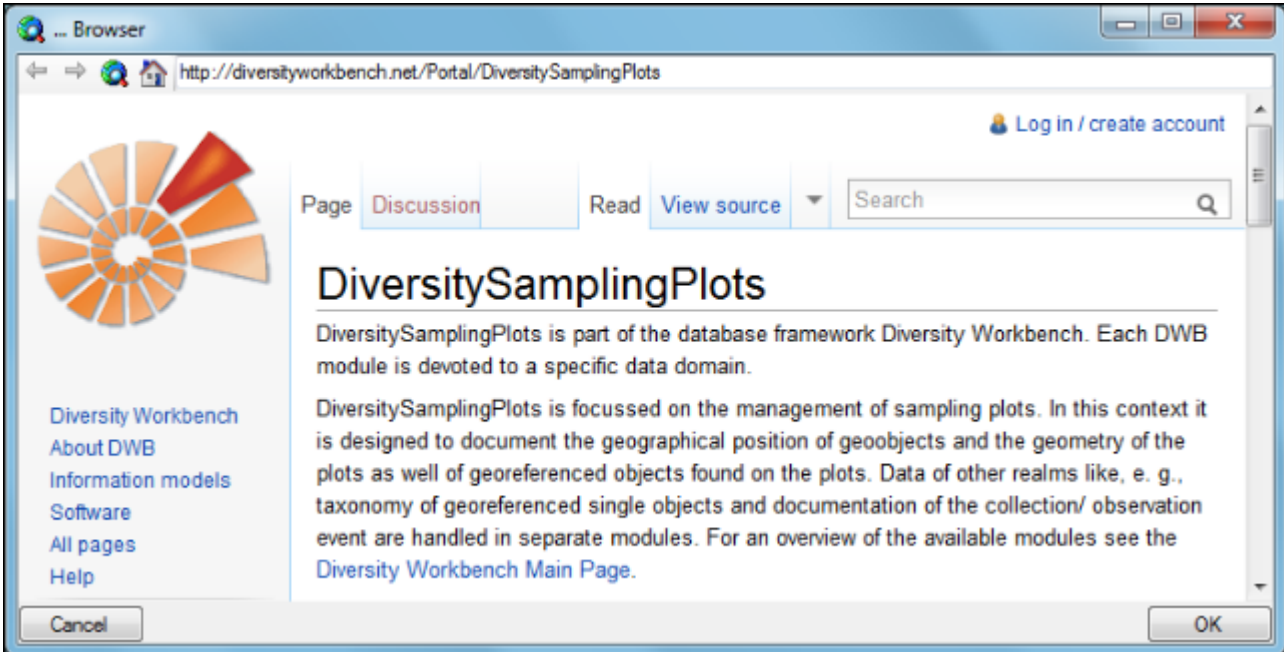 ... Browser
http://diversityworkbench.net/Portal/DiversitySamplingPlots
Log in / create account
Page Discussion Read View source Search
DiversitySamplingPlots
DiversitySamplingPlots is part of the database framework Diversity Workbench. Each DWB
module is devoted to a specific data domain.
DiversitySamplingPlots is focussed on the management of sampling plots. In this context it
is designed to document the geographical position of geoobjects and the geometry of the
plots as well of georeferenced objects found on the plots. Data of other realms like, e. g.,
taxonomy of georeferenced single objects and documentation of the collection/ observation
event are handled in separate modules. For an overview of the available modules see the
Diversity Workbench Main Page.
Diversity Workbench
About DWB
Information models
Software
All pages
Help
Cancel OK